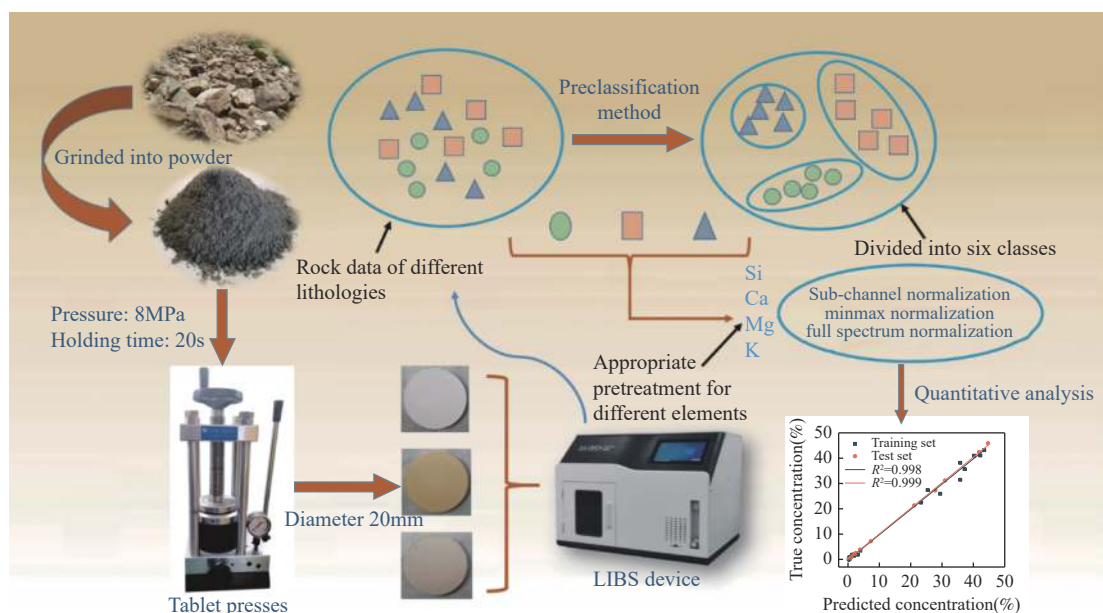 Grinded into powder
Pressure: 8MPa
Holding time: 20s
Tablet presses
Diameter 20mm
LIBS device
Rock data of different
lithologies
Preclassification
method
Divided into six classes
Si
Ca
Mg
K
Appropriate
pretreatment for
different elements
Sub-channel normalization
minmax normalization
full spectrum normalization
Quantitative analysis
True concentration(%)
50
40
30
20
10
0
Training set
Test set
R²=0.998
R²=0.999
0 10 20 30 40 50
Predicted concentration(%)